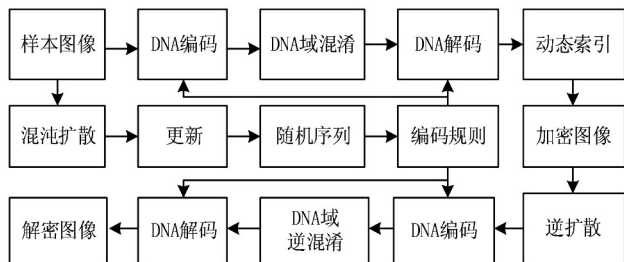 样本图像
DNA编码
DNA域混淆
DNA解码
动态索引
混沌扩散
更新
随机序列
编码规则
加密图像
解密图像
DNA解码
DNA域
逆混淆
DNA编码
逆扩散